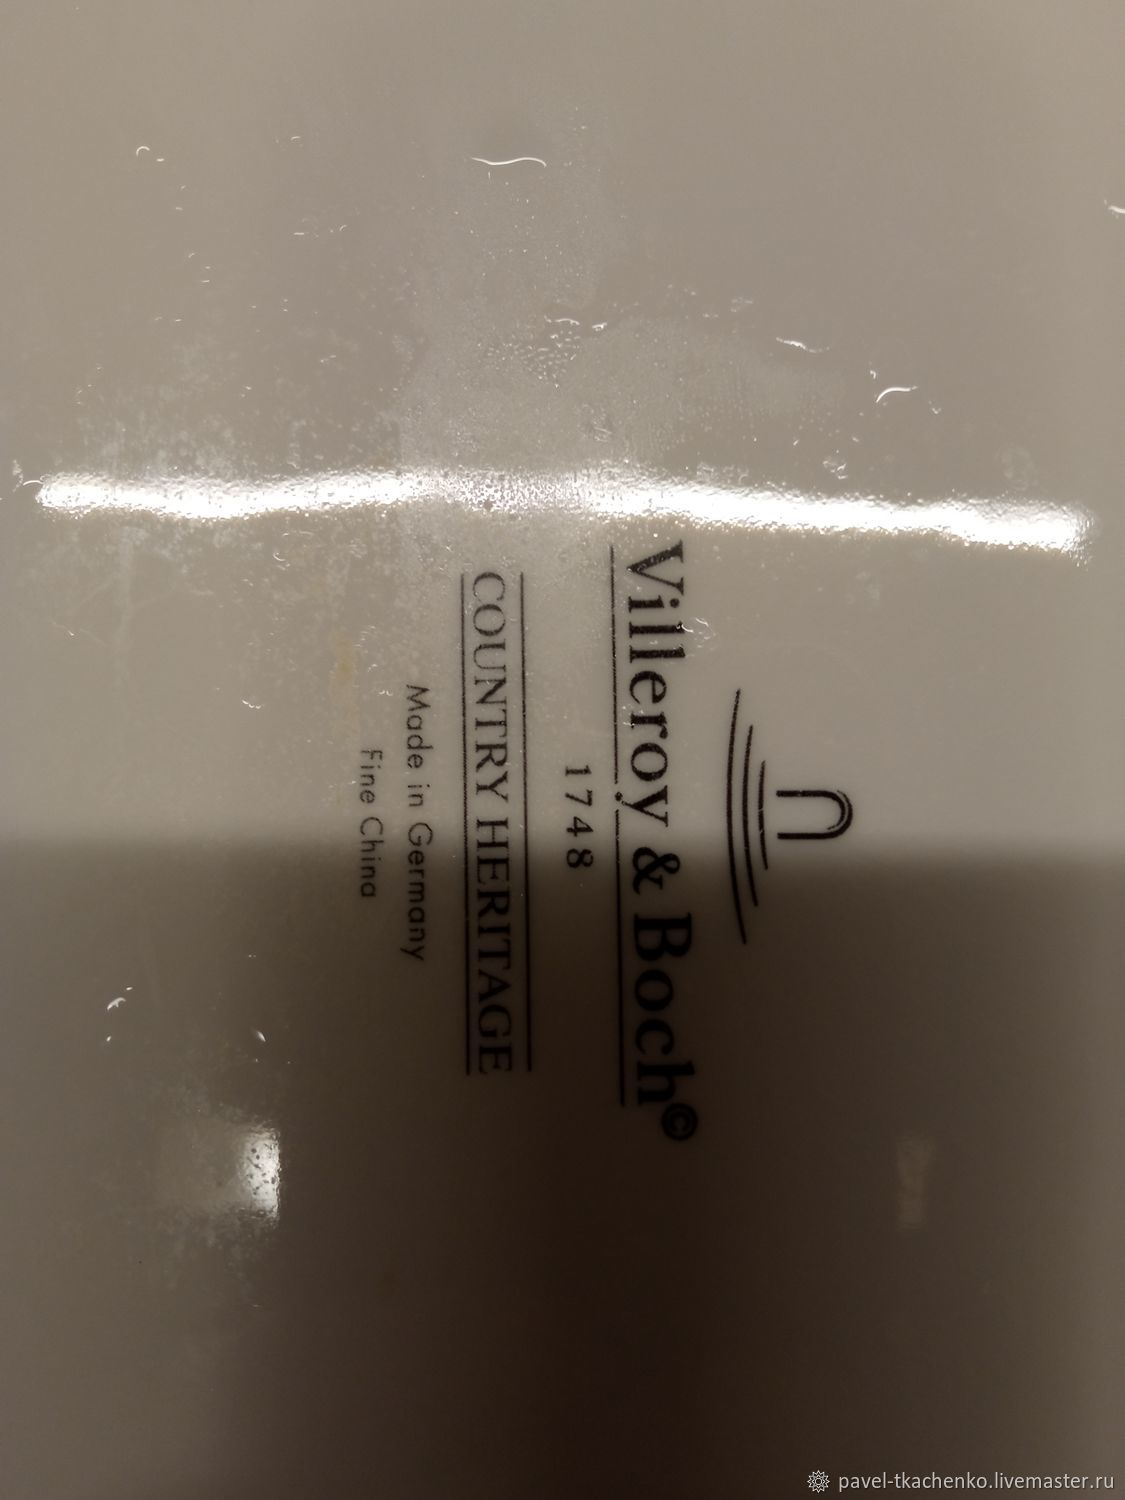 Villeroy & Boch©
1748
COUNTRY HERITAGE
Made in Germany
Fine China
pavel-tkachenko.livemaster.ru